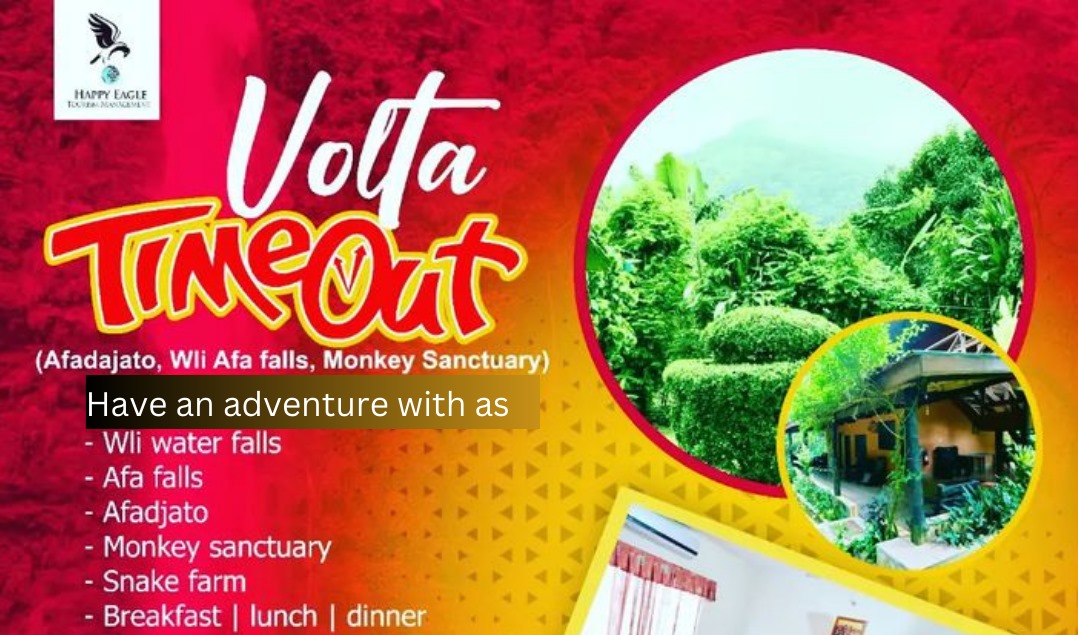 HAPPY EAGLE
TOURISM MANAGEMENT
Volta
TimeOut
(Afadajato, Wli Afa falls, Monkey Sanctuary)
Have an adventure with as
- Wli water falls
- Afa falls
- Afadjato
- Monkey sanctuary
- Snake farm
- Breakfast | lunch | dinner